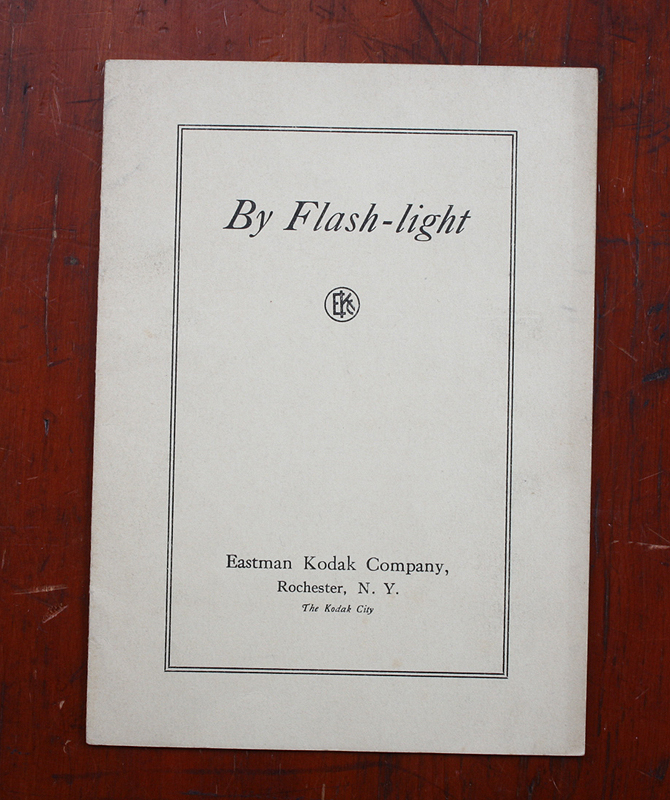 By Flash-light
EKC
Eastman Kodak Company,
Rochester, N. Y.
The Kodak City